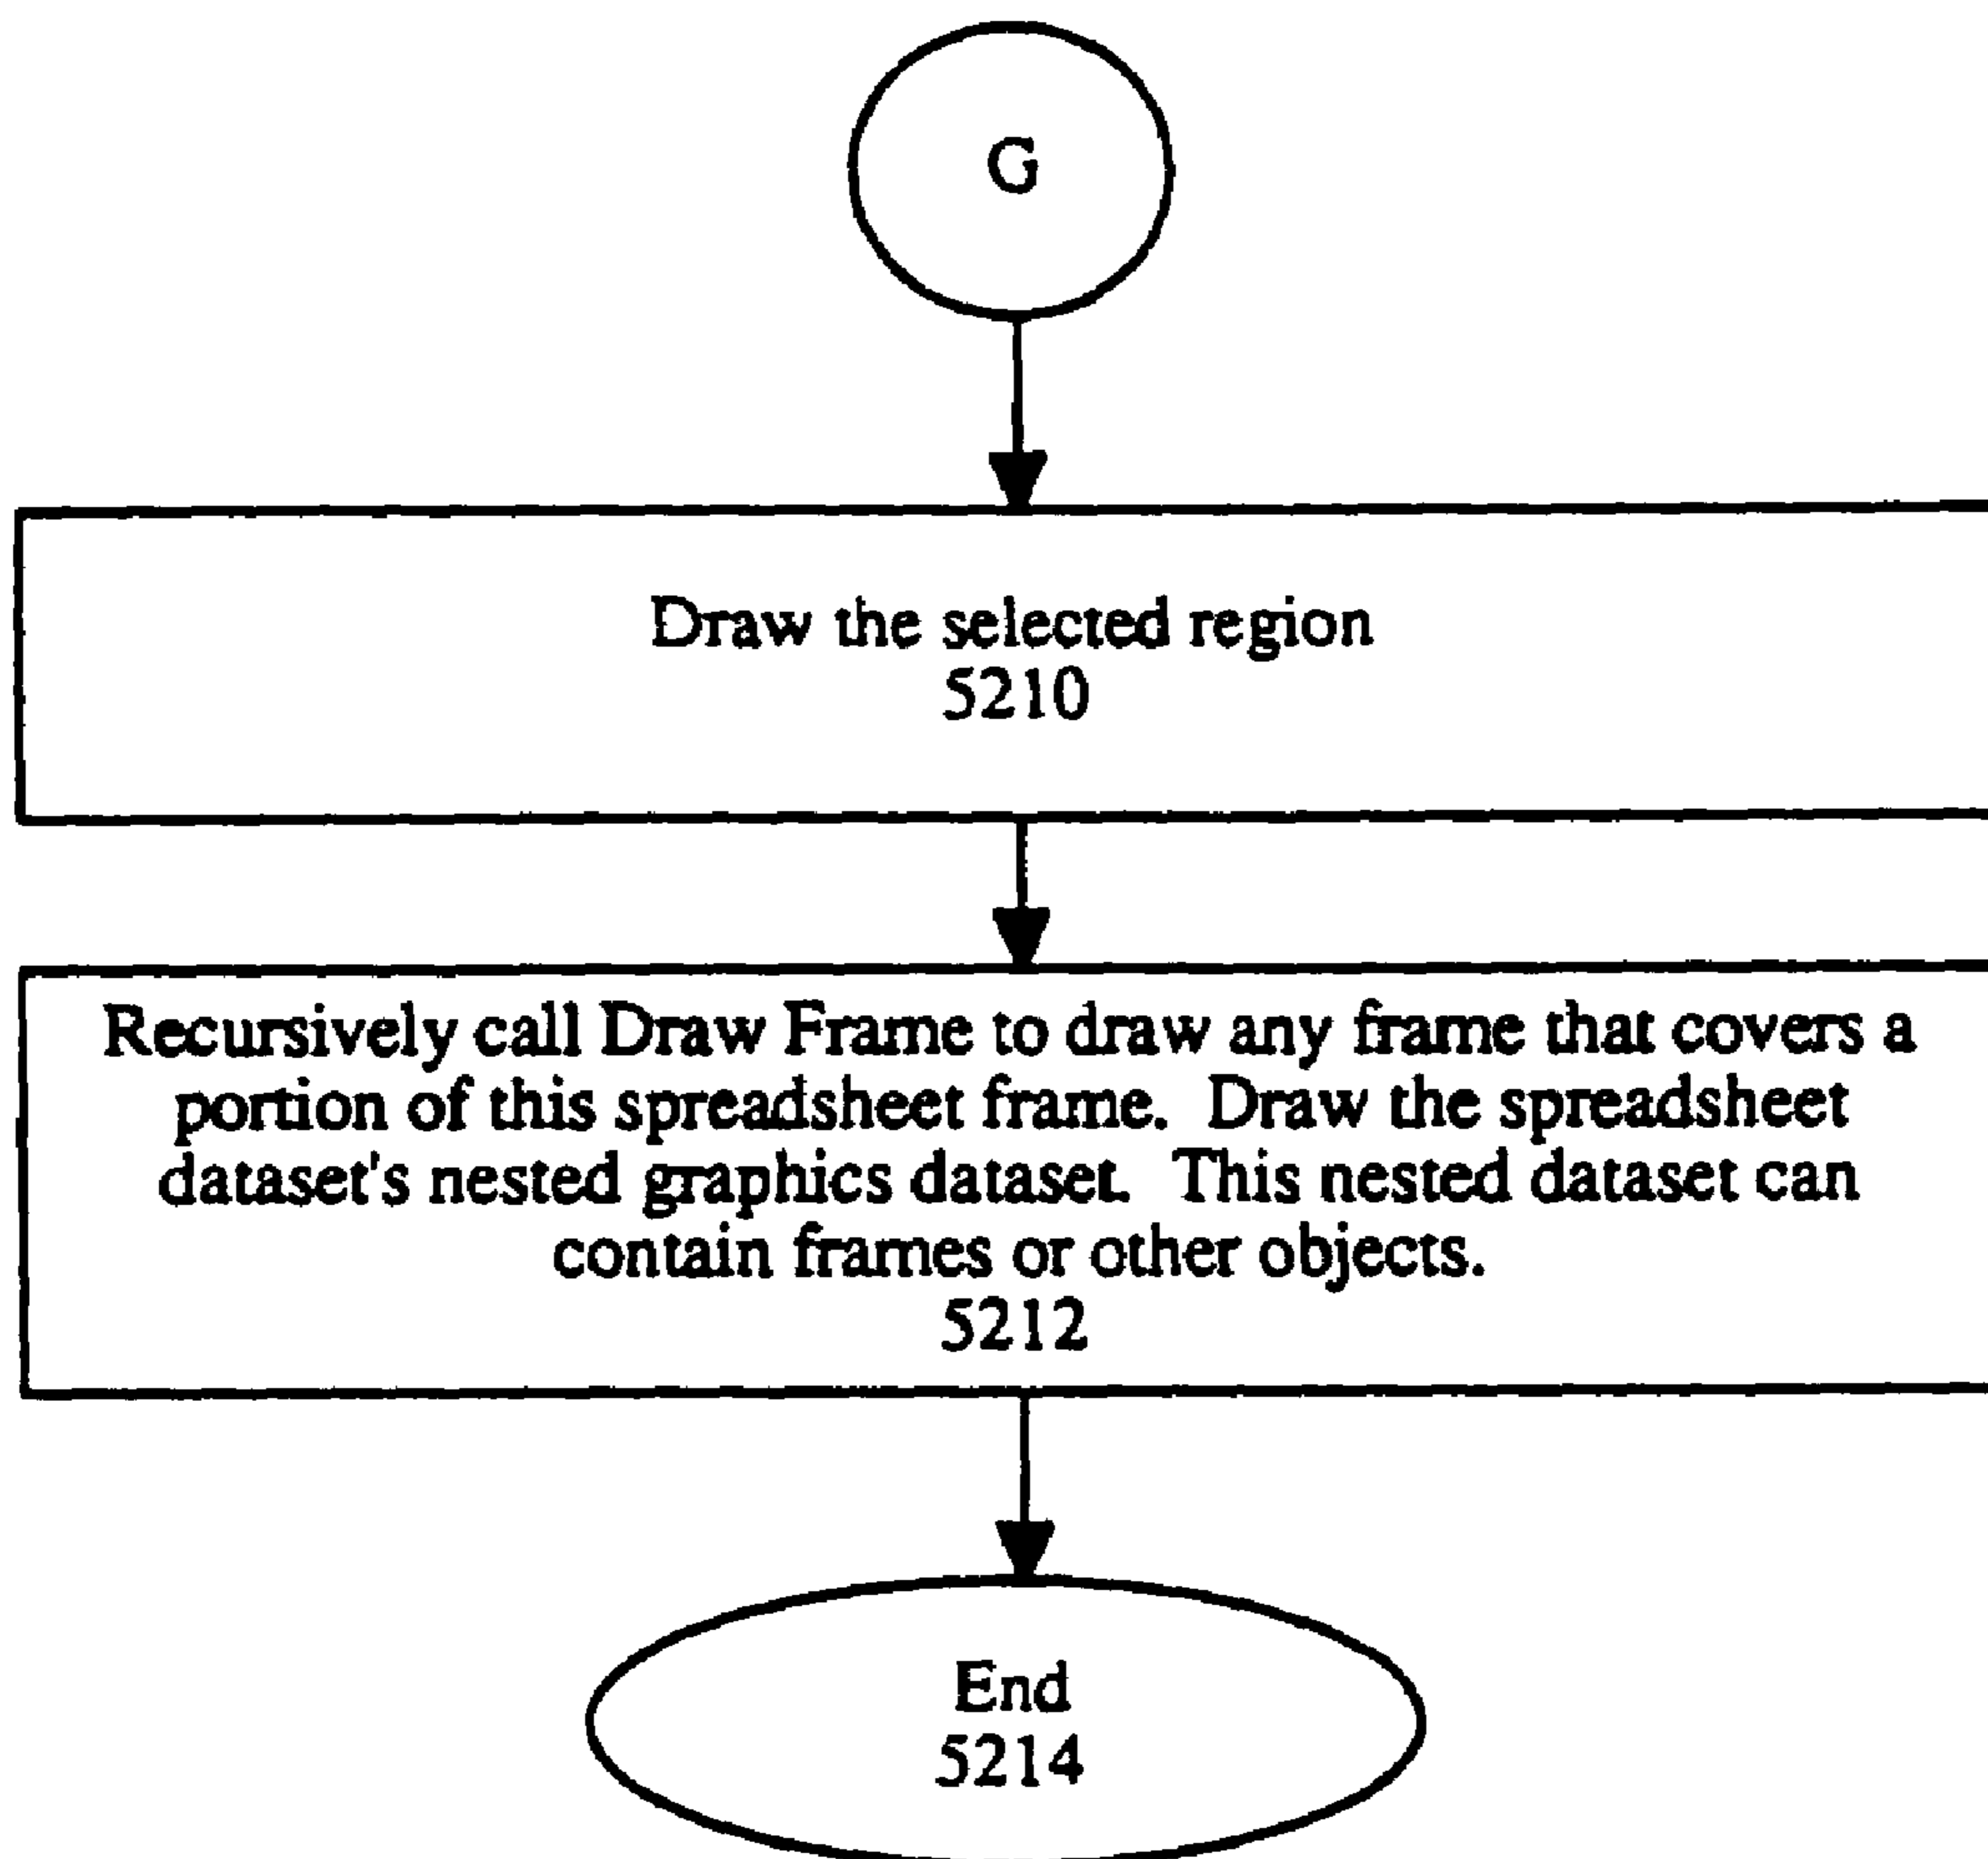 G
Draw the selected region
5210
Recursively call Draw Frame to draw any frame that covers a
portion of this spreadsheet frame. Draw the spreadsheet
dataset's nested graphics dataset. This nested dataset can
contain frames or other objects.
5212
End
5214